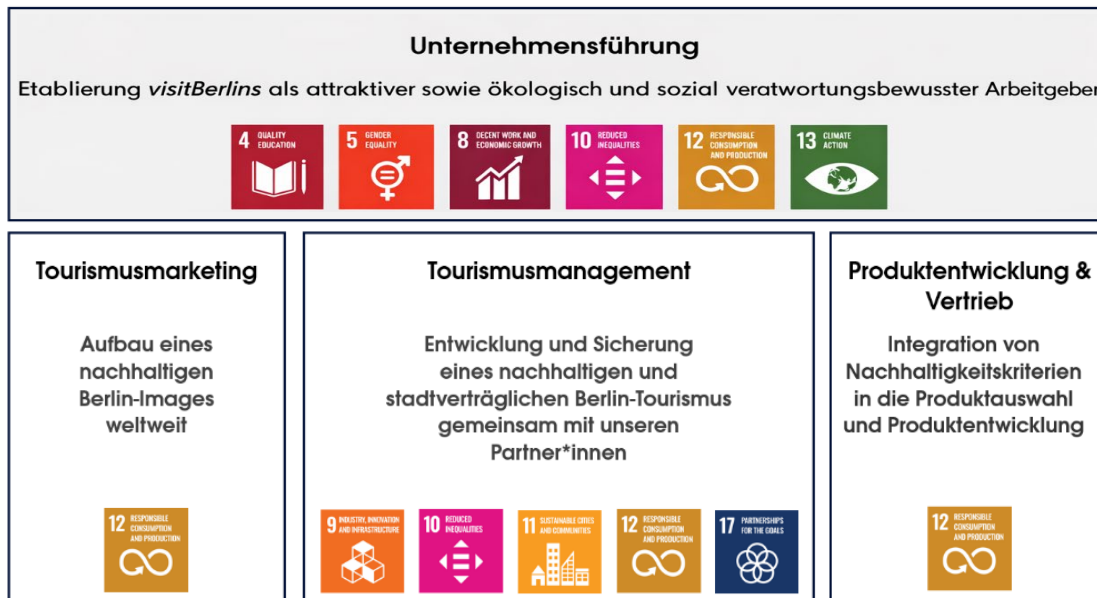 Unternehmensführung
Etablierung visitBerlins als attraktiver sowie ökologisch und sozial veratwortungsbewusster Arbeitgeber
4 QUALITY
EDUCATION
5 GENDER
EQUALITY
8 DECENT WORK AND
ECONOMIC GROWTH
10 REDUCED
INEQUALITIES
12 RESPONSIBLE
CONSUMPTION
AND PRODUCTION
13 CLIMATE
ACTION
Tourismusmarketing
Aufbau eines
nachhaltigen
Berlin-Images
weltweit
12 RESPONSIBLE
CONSUMPTION
AND PRODUCTION
Tourismusmanagement
Entwicklung und Sicherung
eines nachhaltigen und
stadtverträglichen Berlin-Tourismus
gemeinsam mit unseren
Partner*innen
9 INDUSTRY, INNOVATION
AND INFRASTRUCTURE
10 REDUCED
INEQUALITIES
11 SUSTAINABLE CITIES
AND COMMUNITIES
12 RESPONSIBLE
CONSUMPTION
AND PRODUCTION
17 PARTNERSHIPS
FOR THE GOALS
Produktentwicklung &
Vertrieb
Integration von
Nachhaltigkeitskriterien
in die Produktauswahl
und Produktentwicklung
12 RESPONSIBLE
CONSUMPTION
AND PRODUCTION